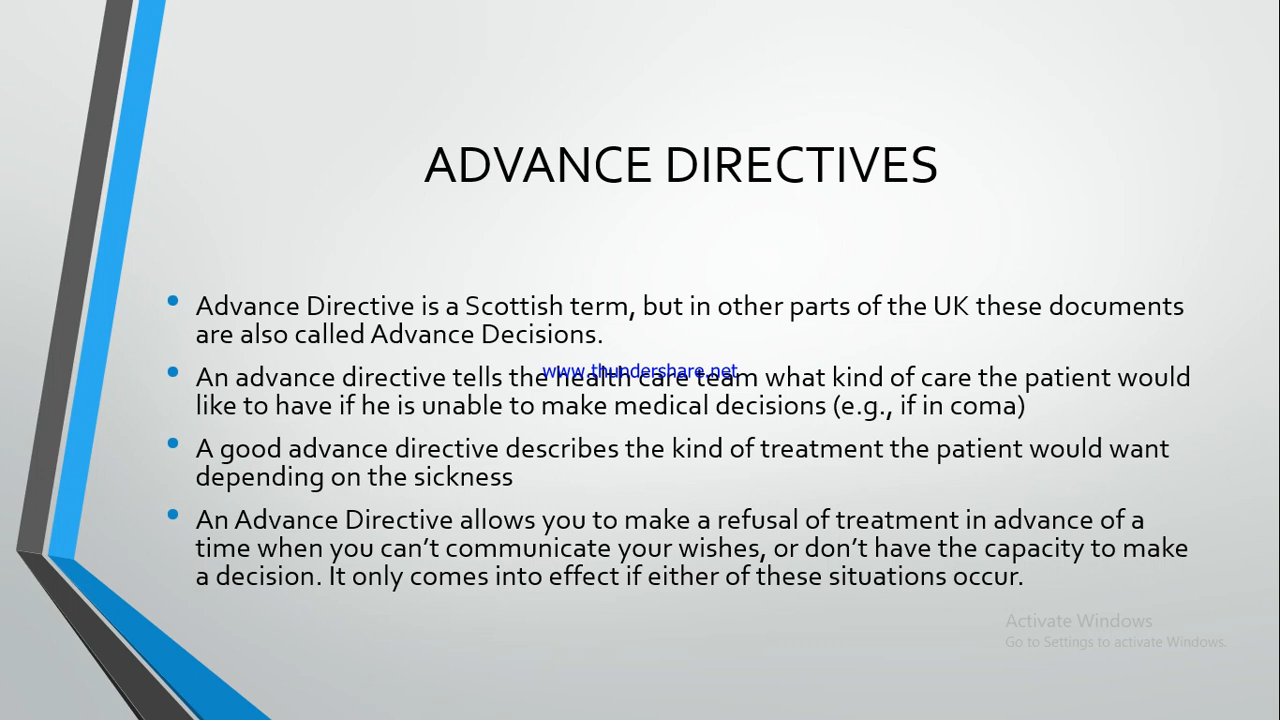 ADVANCE DIRECTIVES
• Advance Directive is a Scottish term, but in other parts of the UK these documents
are also called Advance Decisions.
www.thundershare.net
• An advance directive tells the health care team what kind of care the patient would
like to have if he is unable to make medical decisions (e.g., if in coma)
• A good advance directive describes the kind of treatment the patient would want
depending on the sickness
• An Advance Directive allows you to make a refusal of treatment in advance of a
time when you can’t communicate your wishes, or don’t have the capacity to make
a decision. It only comes into effect if either of these situations occur.
Activate Windows
Go to Settings to activate Windows.